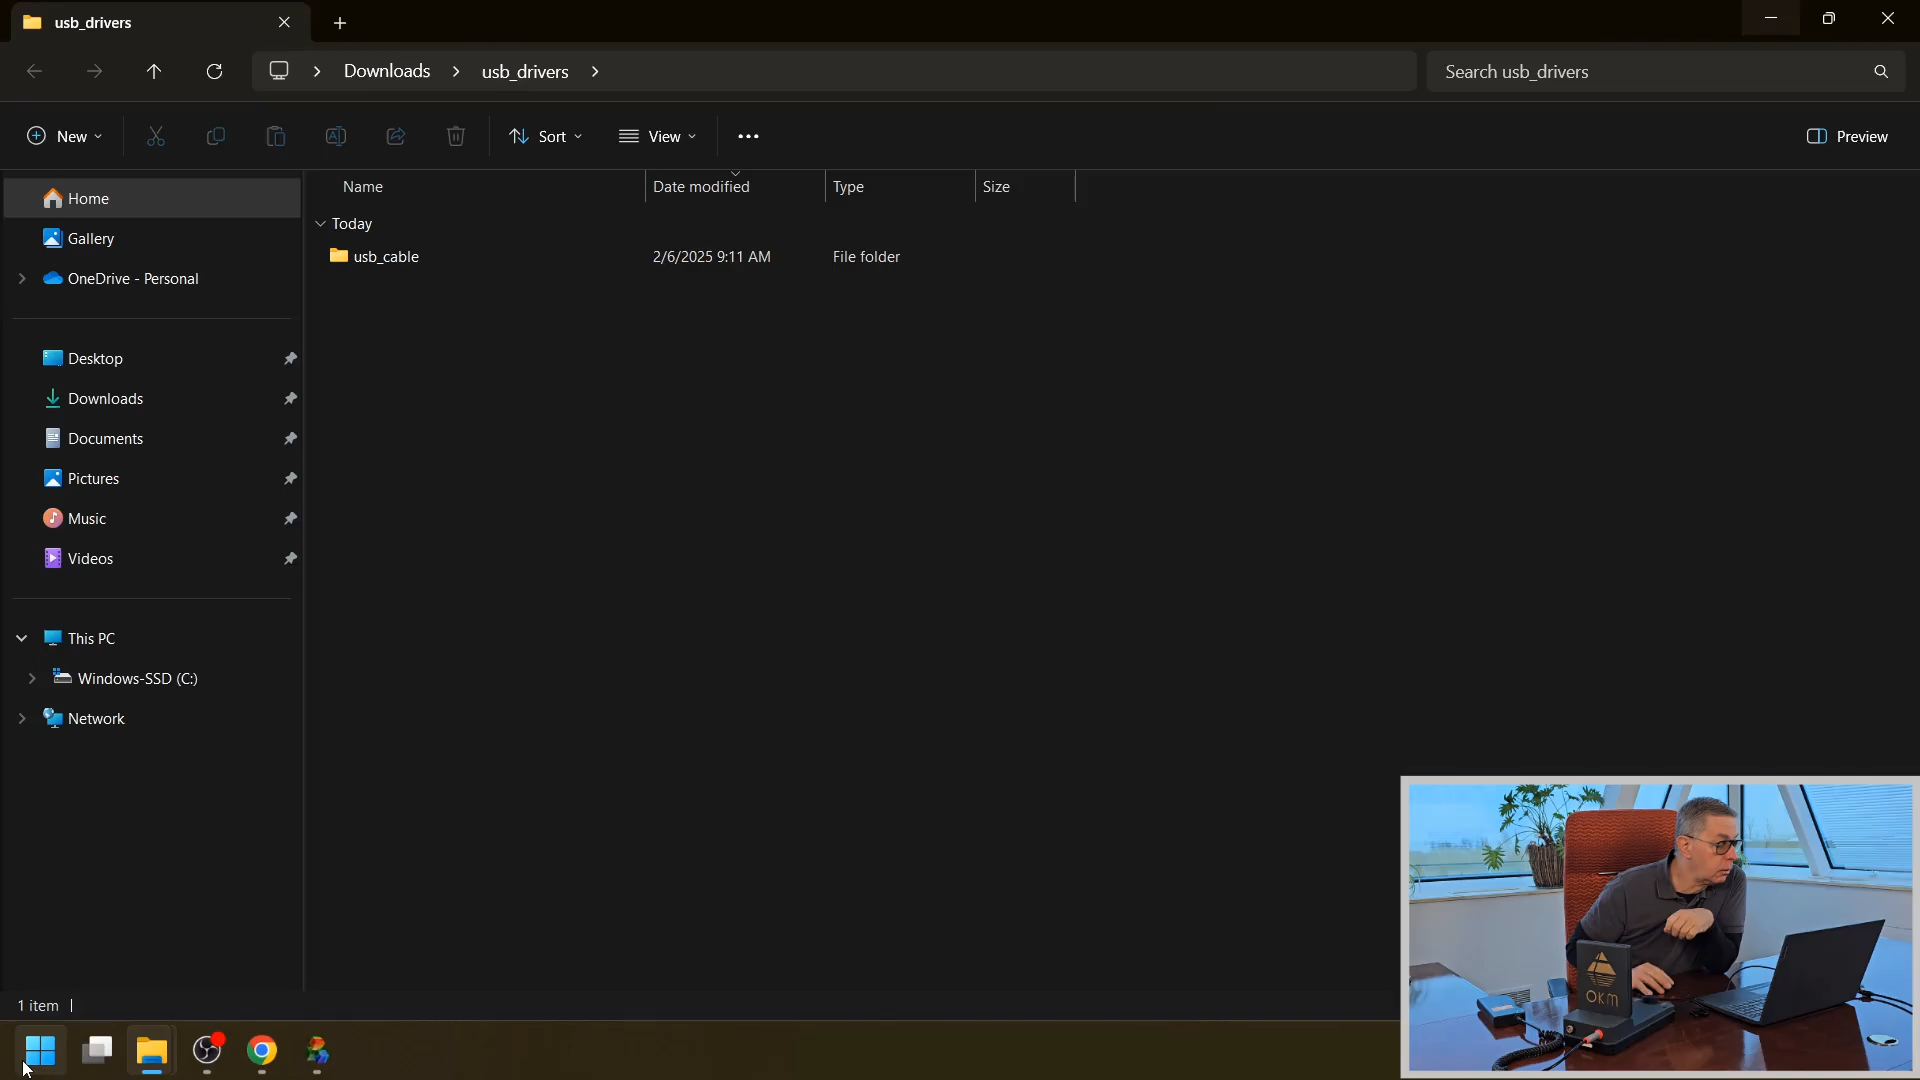 usb_drivers
Downloads
usb_drivers
Search usb_drivers
New
Sort
View
Preview
Home
Name
Date modified
Type
Size
Gallery
Today
usb_cable
2/6/2025 9:11 AM
File folder
OneDrive - Personal
Desktop
Downloads
Documents
Pictures
Music
Videos
This PC
Windows-SSD (C:)
Network
1 item
OKM